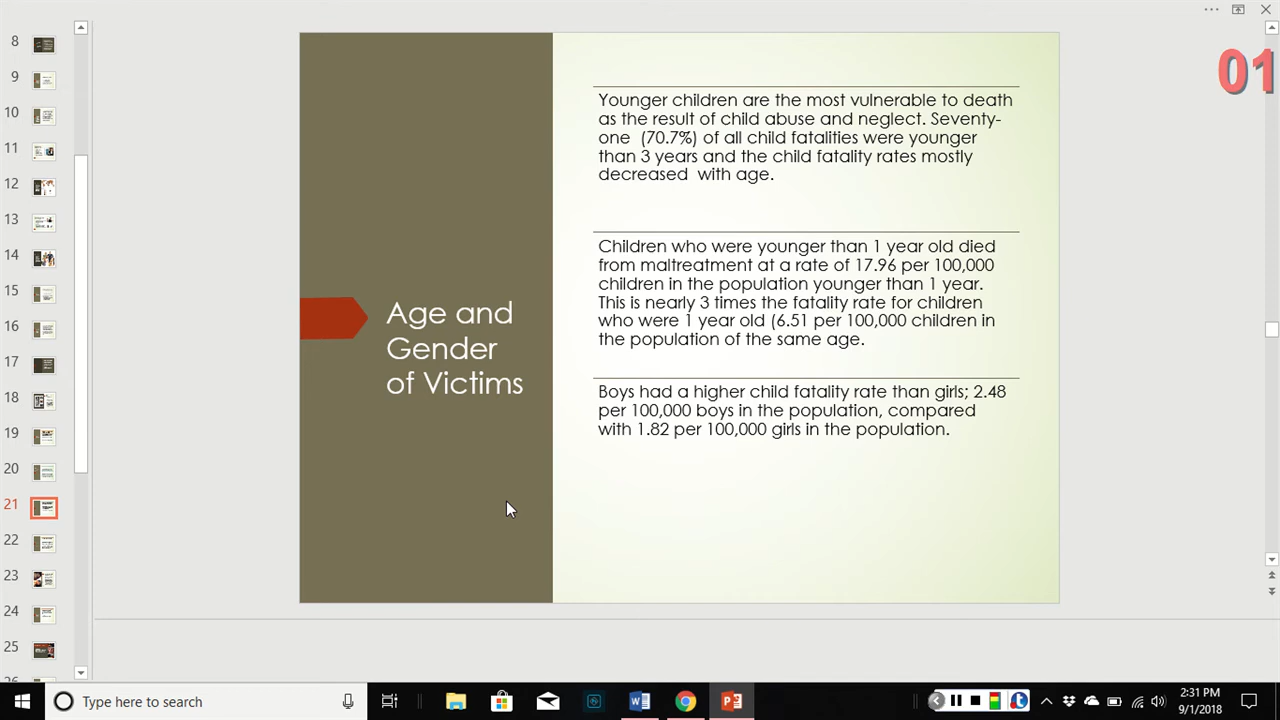 01
8
9
10
11
12
13
14
15
16
17
18
19
20
21
22
23
24
25
Younger children are the most vulnerable to death
as the result of child abuse and neglect. Seventy-
one (70.7%) of all child fatalities were younger
than 3 years and the child fatality rates mostly
decreased with age.
Children who were younger than 1 year old died
from maltreatment at a rate of 17.96 per 100,000
children in the population younger than 1 year.
This is nearly 3 times the fatality rate for children
who were 1 year old (6.51 per 100,000 children in
the population of the same age.
Age and
Gender
of Victims
Boys had a higher child fatality rate than girls; 2.48
per 100,000 boys in the population, compared
with 1.82 per 100,000 girls in the population.
Type here to search
2:31 PM
9/1/2018